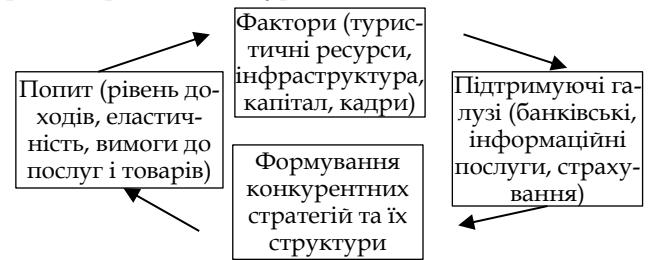 Фактори (турис-
тичні ресурси,
інфраструктура,
капітал, кадри)
Попит (рівень до-
ходів, еластич-
ність, вимоги до
послуг і товарів)
Підтримуючі га-
лузі (банківські,
інформаційні
послуги, страху-
вання)
Формування
конкурентних
стратегій та їх
структури